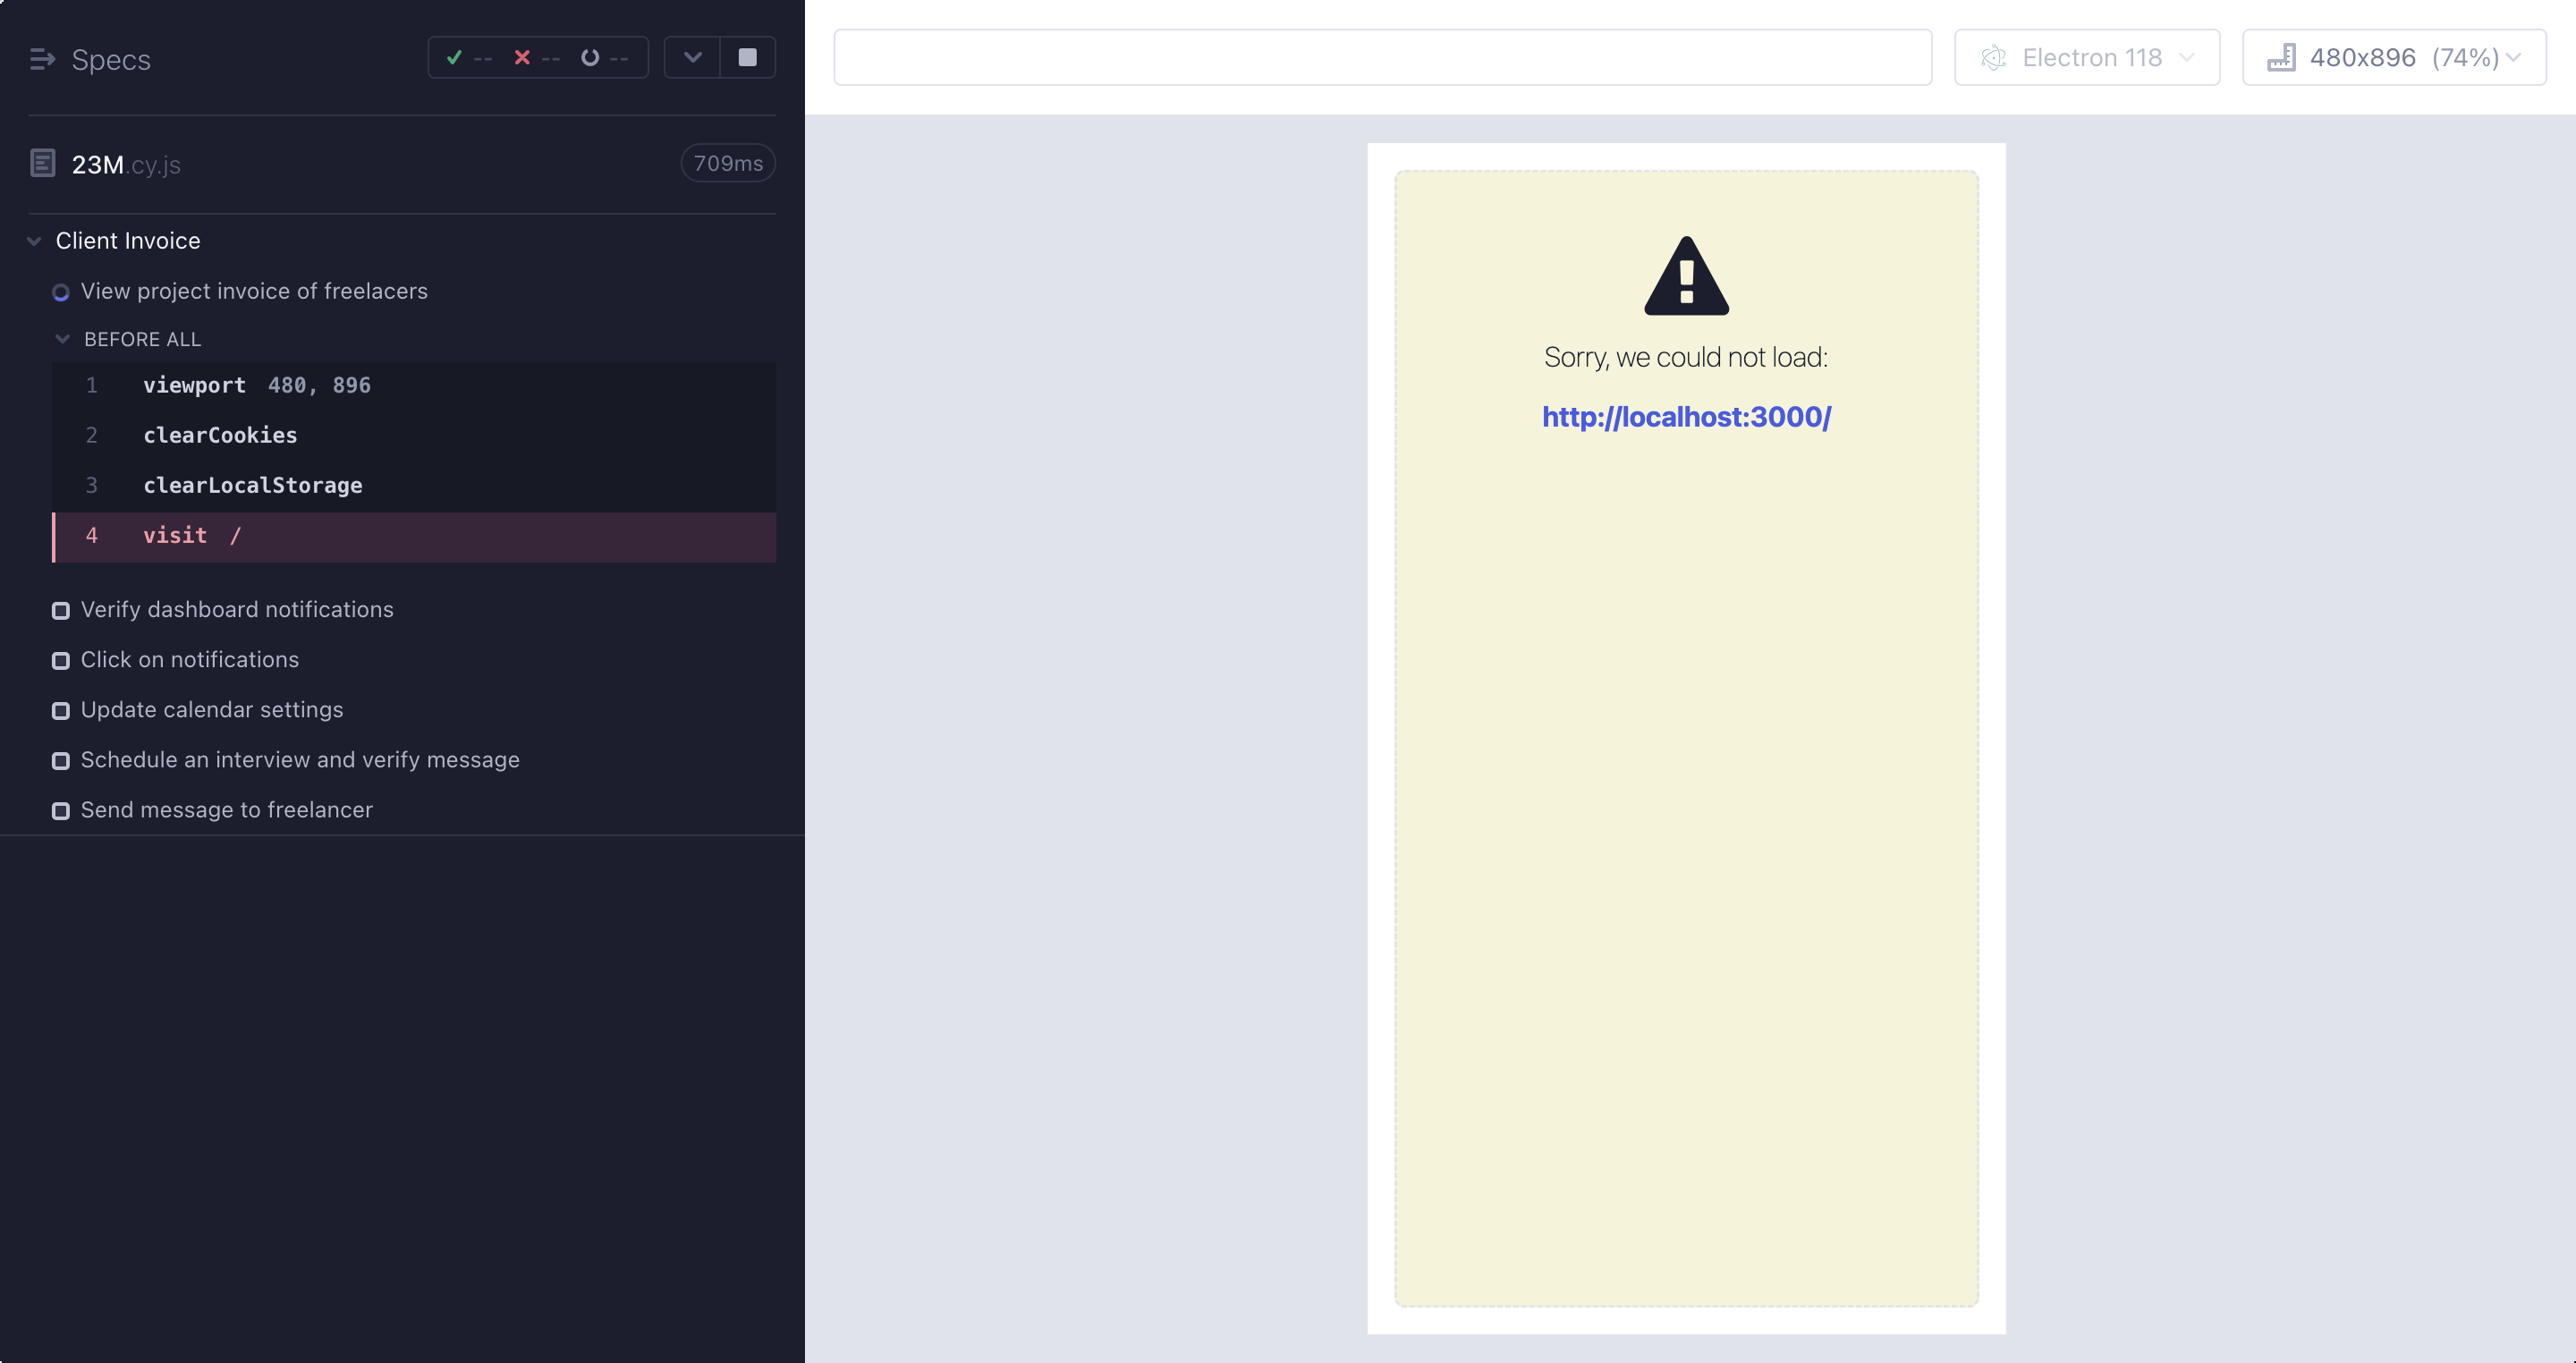 Specs
-- -- --
23M.cy.js
709ms
Client Invoice
View project invoice of freelacers
BEFORE ALL
1 viewport 480, 896
2 clearCookies
3 clearLocalStorage
4 visit /
Verify dashboard notifications
Click on notifications
Update calendar settings
Schedule an interview and verify message
Send message to freelancer
Electron 118
480x896 (74%)
Sorry, we could not load:
http://localhost:3000/